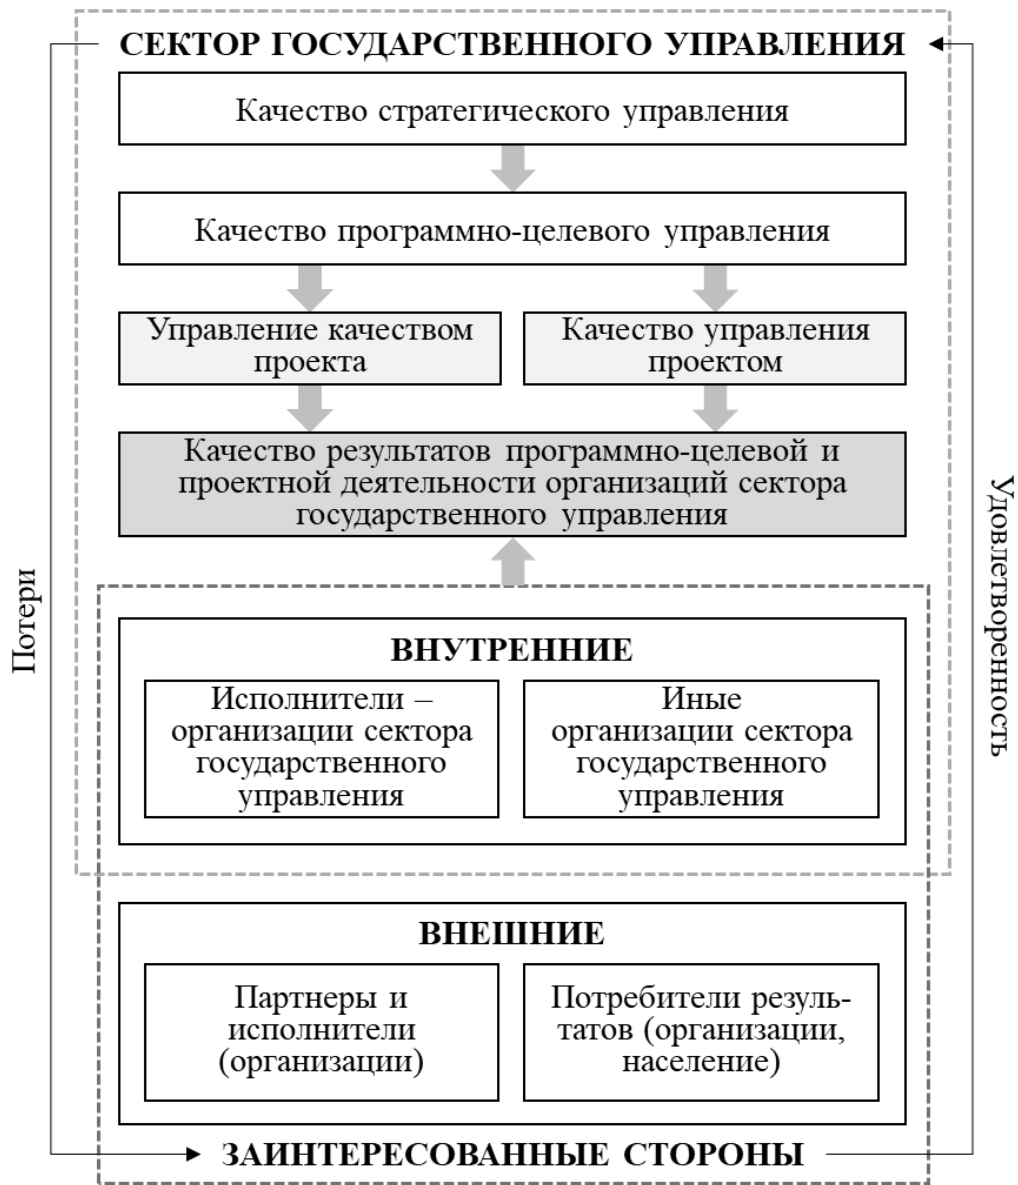 СЕКТОР ГОСУДАРСТВЕННОГО УПРАВЛЕНИЯ
Качество стратегического управления
Качество программно-целевого управления
Управление качеством
проекта
Качество управления
проектом
Качество результатов программно-целевой и
проектной деятельности организаций сектора
государственного управления
Потери
Удовлетворенность
ВНУТРЕННИЕ
Исполнители –
организации сектора
государственного
управления
Иные
организации сектора
государственного
управления
ВНЕШНИЕ
Партнеры и
исполнители
(организации)
Потребители резуль-
татов (организации,
население)
ЗАИНТЕРЕСОВАННЫЕ СТОРОНЫ